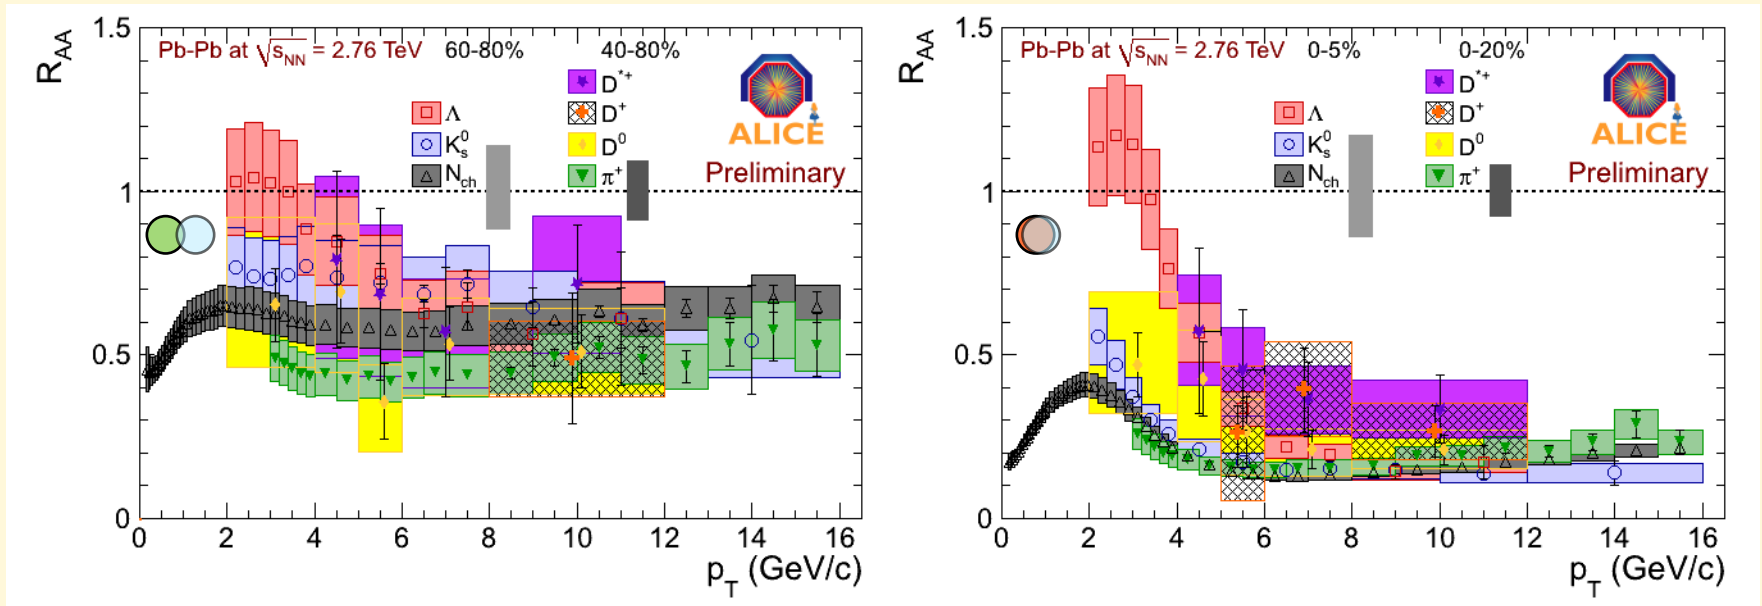 1.5
R_AA
Pb-Pb at √s_NN = 2.76 TeV 60-80% 40-80%
D*+
Λ D+
K⁰s D⁰
N_ch π+
ALICE
Preliminary
1
0.5
0
0 2 4 6 8 10 12 14 16
p_T (GeV/c)
1.5
R_AA
Pb-Pb at √s_NN = 2.76 TeV 0-5% 0-20%
D*+
Λ D+
K⁰s D⁰
N_ch π+
ALICE
Preliminary
1
0.5
0
0 2 4 6 8 10 12 14 16
p_T (GeV/c)